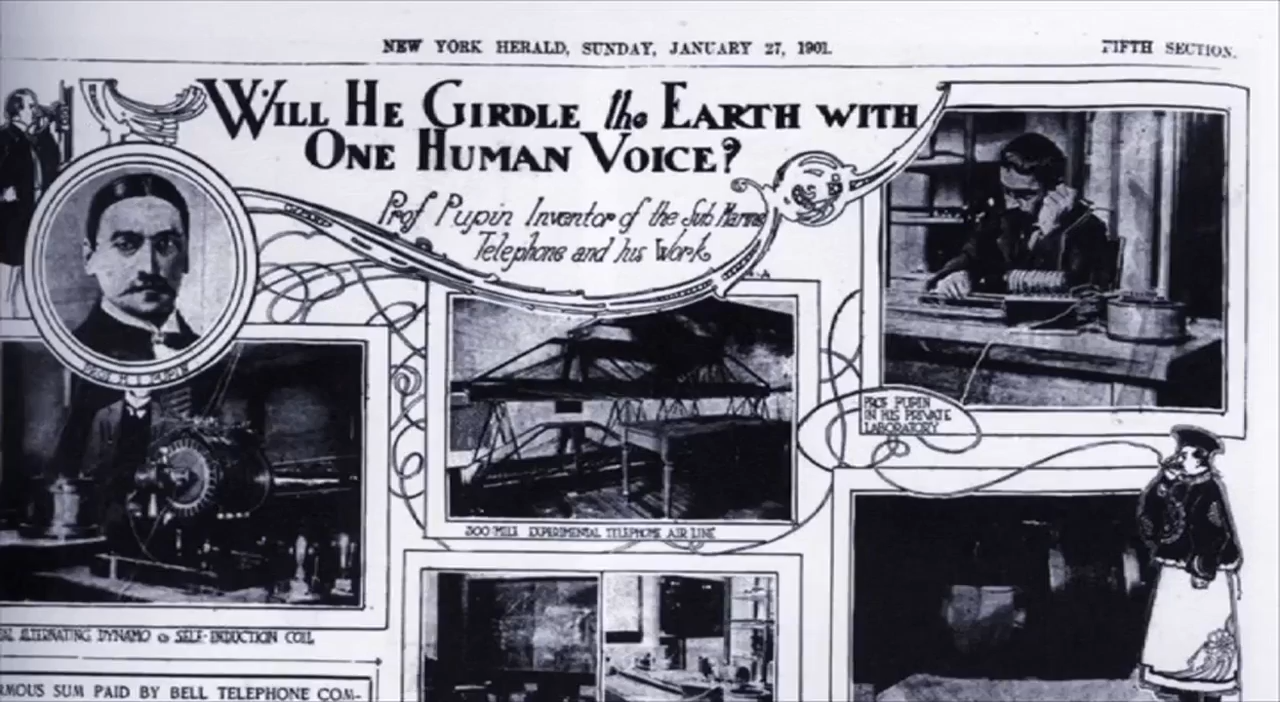 NEW YORK HERALD, SUNDAY, JANUARY 27, 1901.
FIFTH SECTION.
WILL HE GIRDLE the EARTH WITH
ONE HUMAN VOICE?
Prof Pupin Inventor of the Sub Marine
Telephone and his Work
PROF. M I PUPIN
PROF PUPIN
IN HIS PRIVATE
LABORATORY
300 MILE EXPERIMENTAL TELEPHONE AIR LINE
ALTERNATING DYNAMO & SELF-INDUCTION COIL
SUM PAID BY BELL TELEPHONE COM-